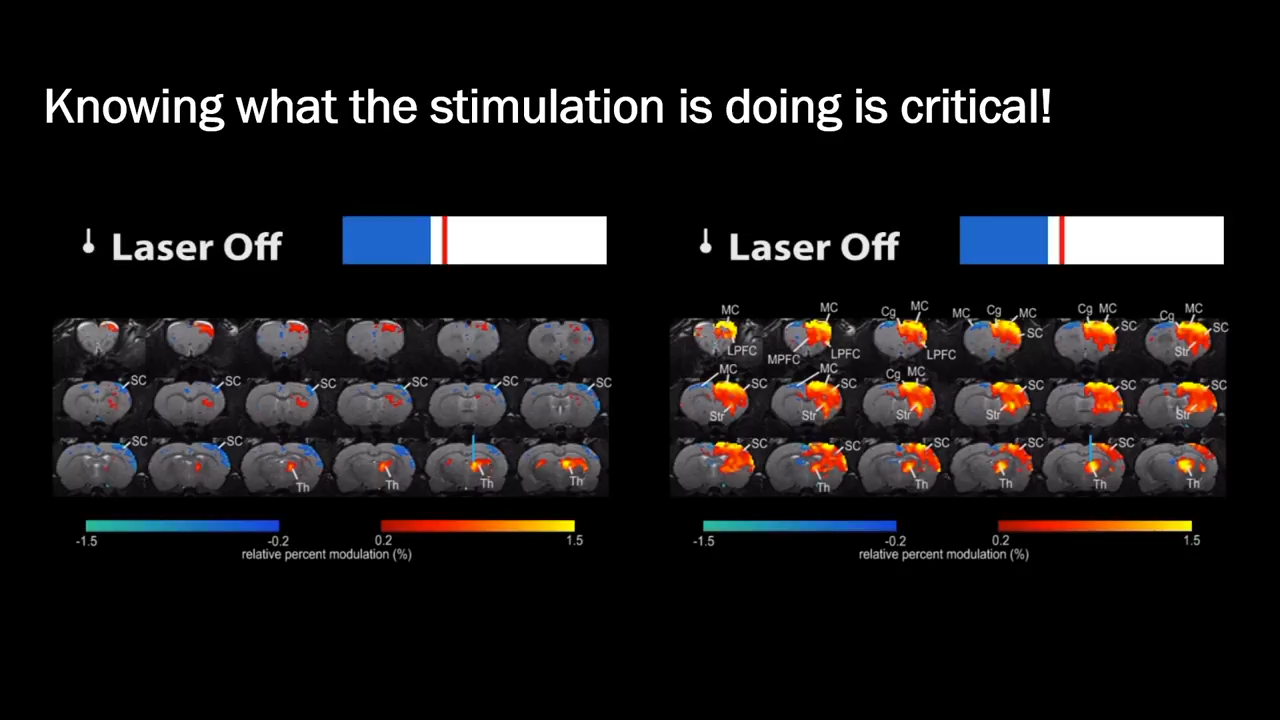 Knowing what the stimulation is doing is critical!
Laser Off
SC SC SC SC SC
SC SC Th Th Th Th
-1.5 -0.2 0.2 1.5
relative percent modulation (%)
Laser Off
MC MC Cg MC MC Cg MC Cg MC Cg MC
LPFC MPFC LPFC LPFC SC SC Str SC
MC MC Cg MC
Str SC Str SC Str SC Str SC SC Str SC
SC Th SC Th SC Th SC Th SC Th Th
-1.5 -0.2 0.2 1.5
relative percent modulation (%)